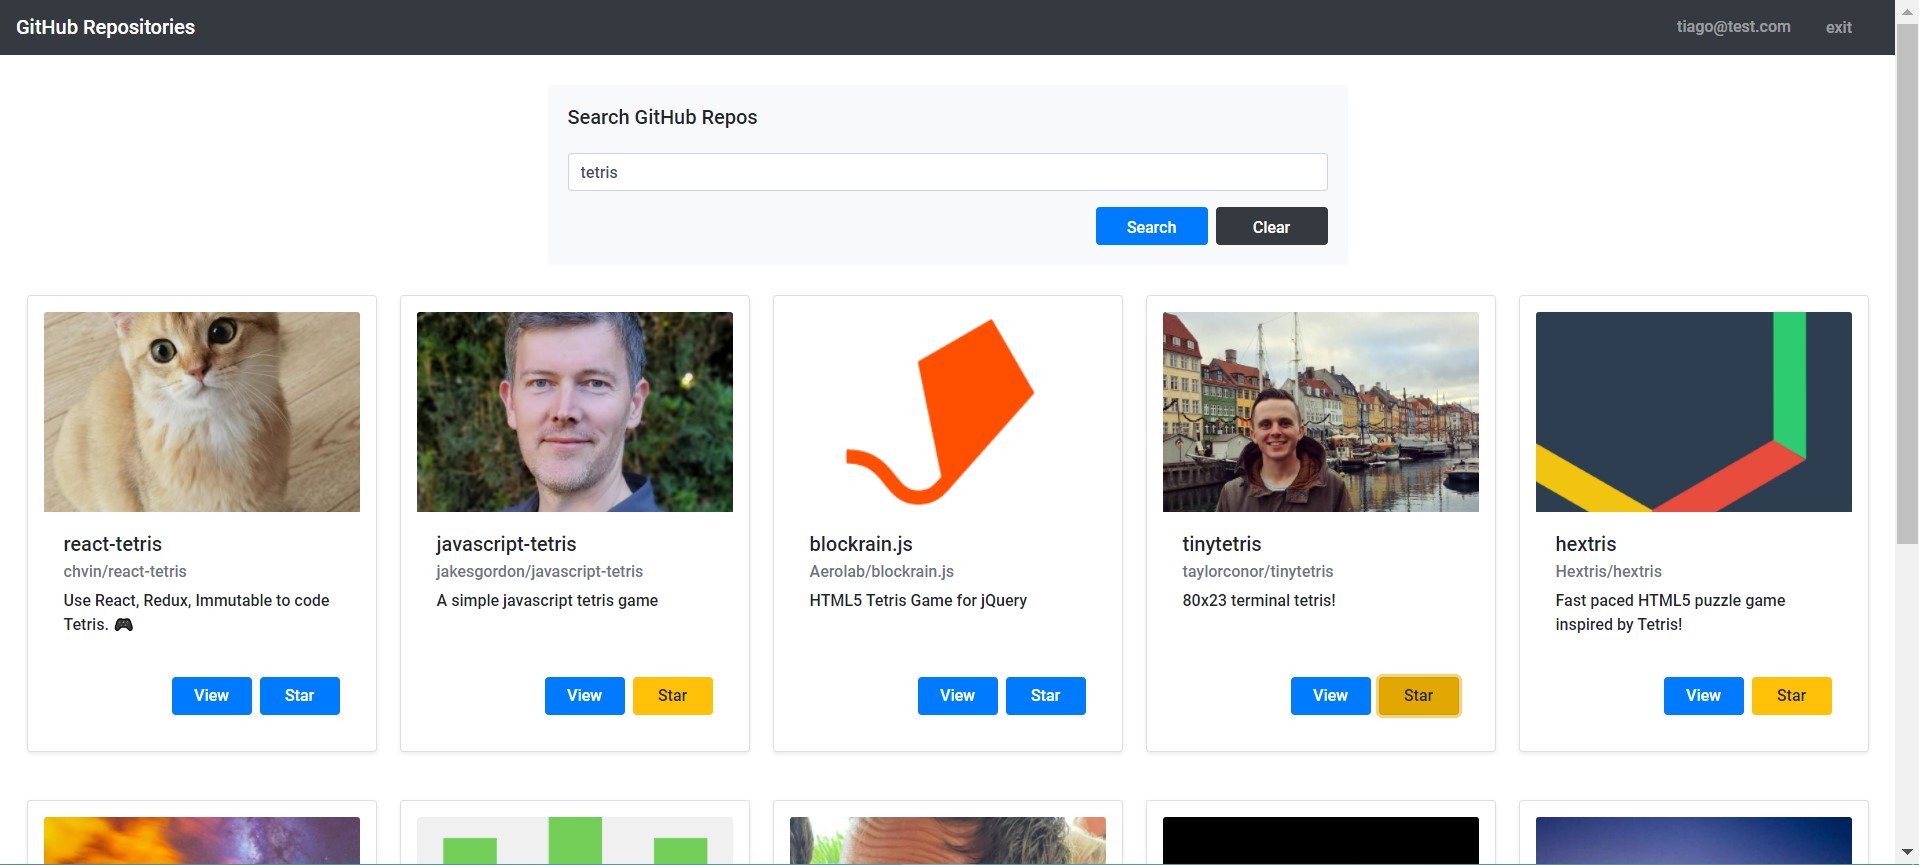 GitHub Repositories
tiago@test.com exit
Search GitHub Repos
tetris
Search Clear
react-tetris
chvin/react-tetris
Use React, Redux, Immutable to code
Tetris. 🎮
View Star
javascript-tetris
jakesgordon/javascript-tetris
A simple javascript tetris game
View Star
blockrain.js
Aerolab/blockrain.js
HTML5 Tetris Game for jQuery
View Star
tinytetris
taylorconor/tinytetris
80x23 terminal tetris!
View Star
hextris
Hextris/hextris
Fast paced HTML5 puzzle game
inspired by Tetris!
View Star